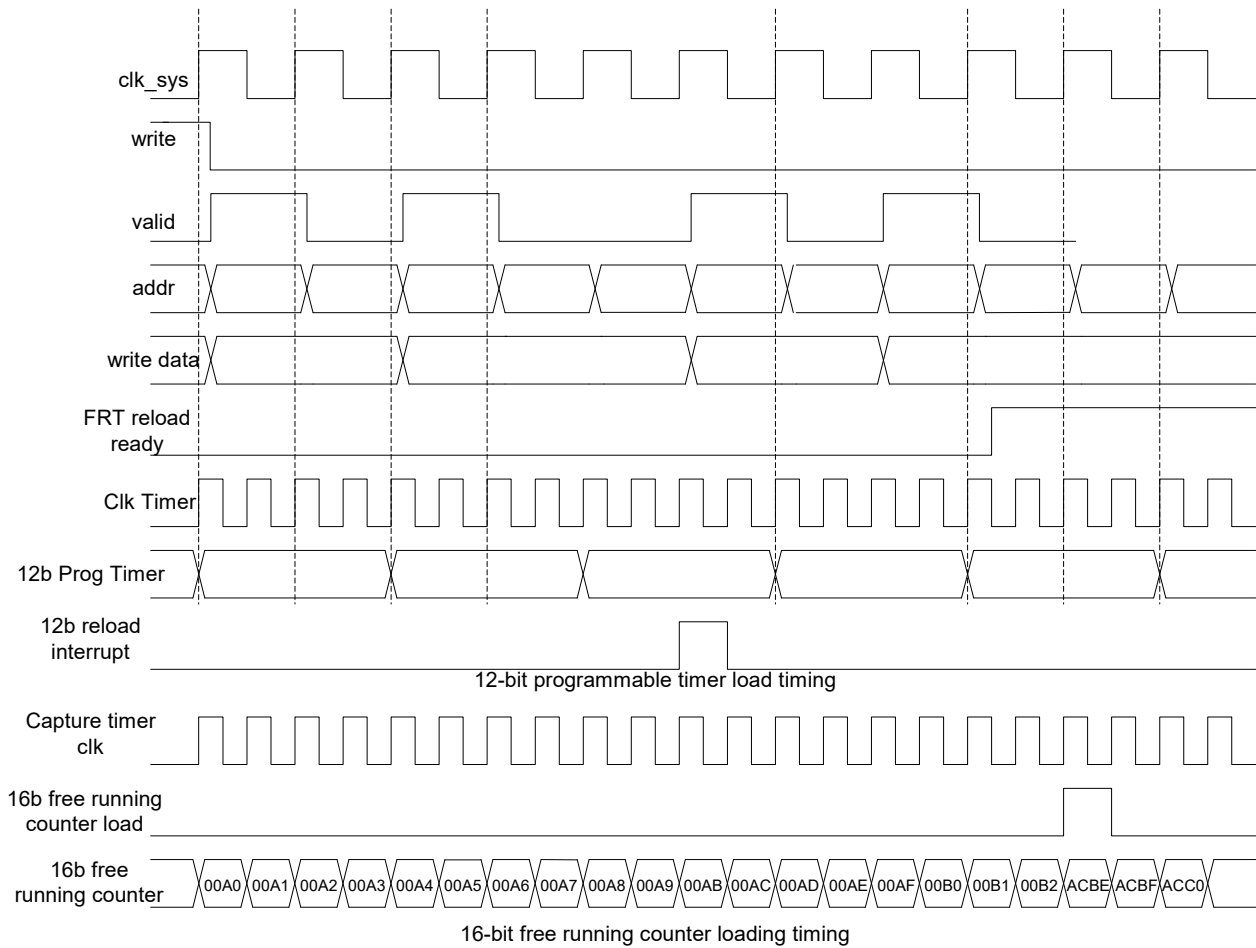 clk_sys
write
valid
addr
write data
FRT reload
ready
Clk Timer
12b Prog Timer
12b reload
interrupt
12-bit programmable timer load timing
Capture timer
clk
16b free running
counter load
16b free
running counter
00A0 00A1 00A2 00A3 00A4 00A5 00A6 00A7 00A8 00A9 00AB 00AC 00AD 00AE 00AF 00B0 00B1 00B2 ACBE ACBF ACC0
16-bit free running counter loading timing